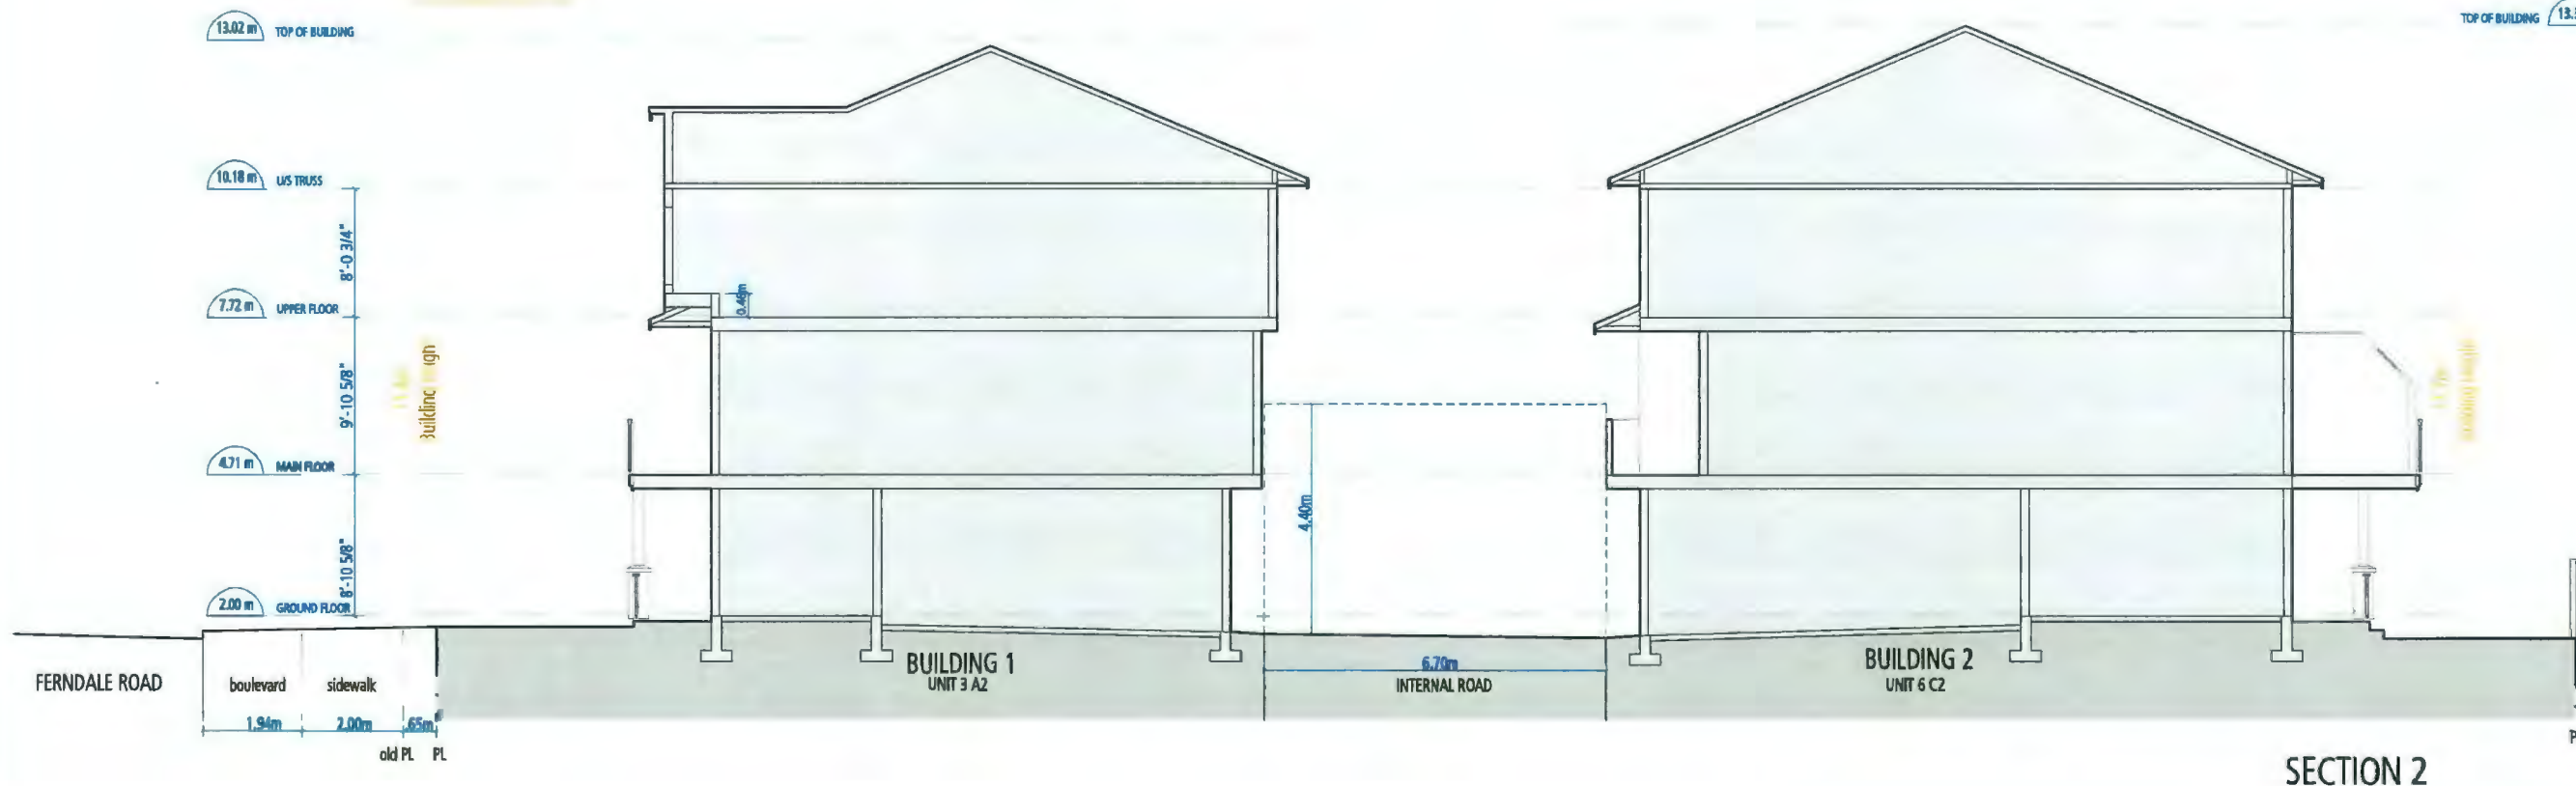 13.02 m TOP OF BUILDING
TOP OF BUILDING
10.18 m U/S TRUSS
8'-0 3/4"
7.72 m UPPER FLOOR
0.46m
9'-10 5/8"
4.71 m MAIN FLOOR
4.40m
8'-10 5/8"
2.00 m GROUND FLOOR
FERNDALE ROAD
boulevard
sidewalk
1.94m
2.00m
.65m
old PL
PL
BUILDING 1
UNIT 3 A2
6.70m
INTERNAL ROAD
BUILDING 2
UNIT 6 C2
SECTION 2